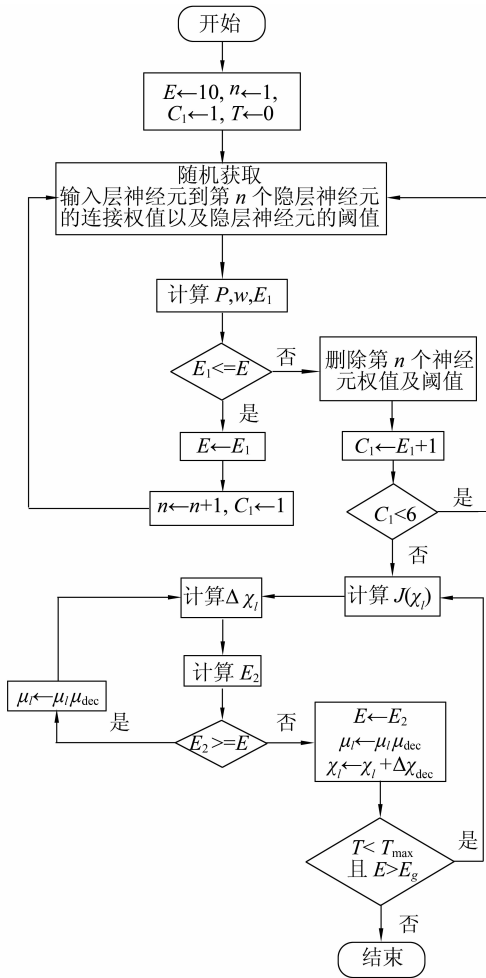 开始
E←10, n←1,
C₁←1, T←0
随机获取
输入层神经元到第 n 个隐层神经元
的连接权值以及隐层神经元的阈值
计算 P,w,E₁
E₁<=E
否
删除第 n 个神经
元权值及阈值
是
E←E₁
C₁←E₁+1
n←n+1, C₁←1
C₁<6
是
否
计算Δχₗ
计算 J(χₗ)
计算 E₂
μₗ←μₗμdec
是
E₂>=E
否
E←E₂
μₗ←μₗμdec
χₗ←χₗ+Δχdec
T<Tmax
且 E>Eg
是
否
结束